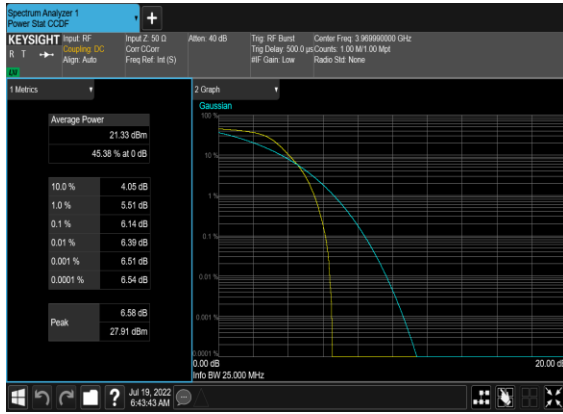 Spectrum Analyzer 1
Power Stat CCDF
+
KEYSIGHT Input: RF Input Z: 50 Ω Atten: 40 dB Trig: RF Burst Center Freq: 3.969990000 GHz
R T Coupling: DC Corr CCorr Trig Delay: 500.0 µs Counts: 1.00 M/1.00 Mpt
Align: Auto Freq Ref: Int (S) #IF Gain: Low Radio Std: None
1 Metrics
2 Graph
Average Power
21.33 dBm
45.38 % at 0 dB
10.0 % 4.05 dB
1.0 % 5.51 dB
0.1 % 6.14 dB
0.01 % 6.39 dB
0.001 % 6.51 dB
0.0001 % 6.54 dB
Peak
6.58 dB
27.91 dBm
Gaussian
100 %
10 %
1 %
0.1 %
0.01 %
0.001 %
0.0001 %
0.00 dB 20.00 dB
Info BW 25.000 MHz
?
Jul 19, 2022
6:43:43 AM